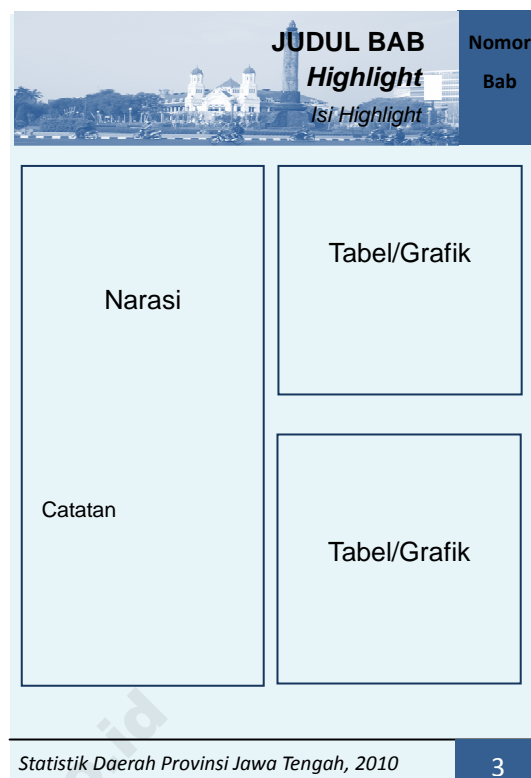 JUDUL BAB
Highlight
Isi Highlight
Nomor
Bab
Narasi
Catatan
Tabel/Grafik
Tabel/Grafik
Statistik Daerah Provinsi Jawa Tengah, 2010
3